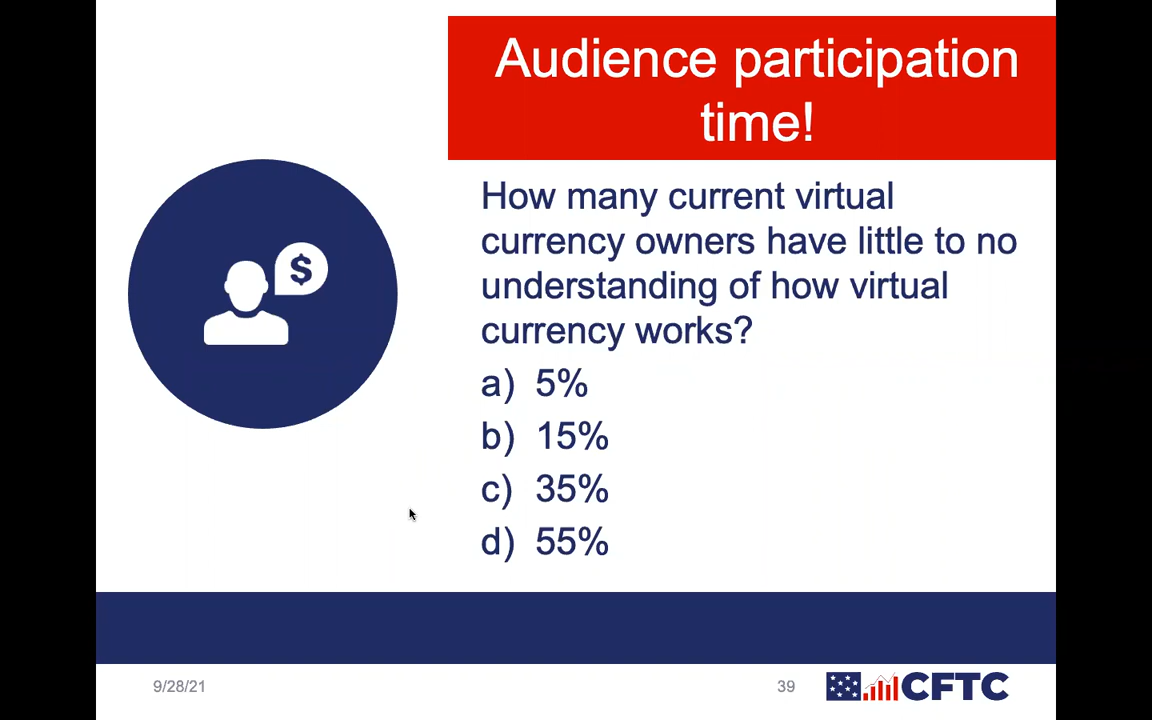 Audience participation
time!
$
How many current virtual
currency owners have little to no
understanding of how virtual
currency works?
a) 5%
b) 15%
c) 35%
d) 55%
9/28/21
39
CFTC